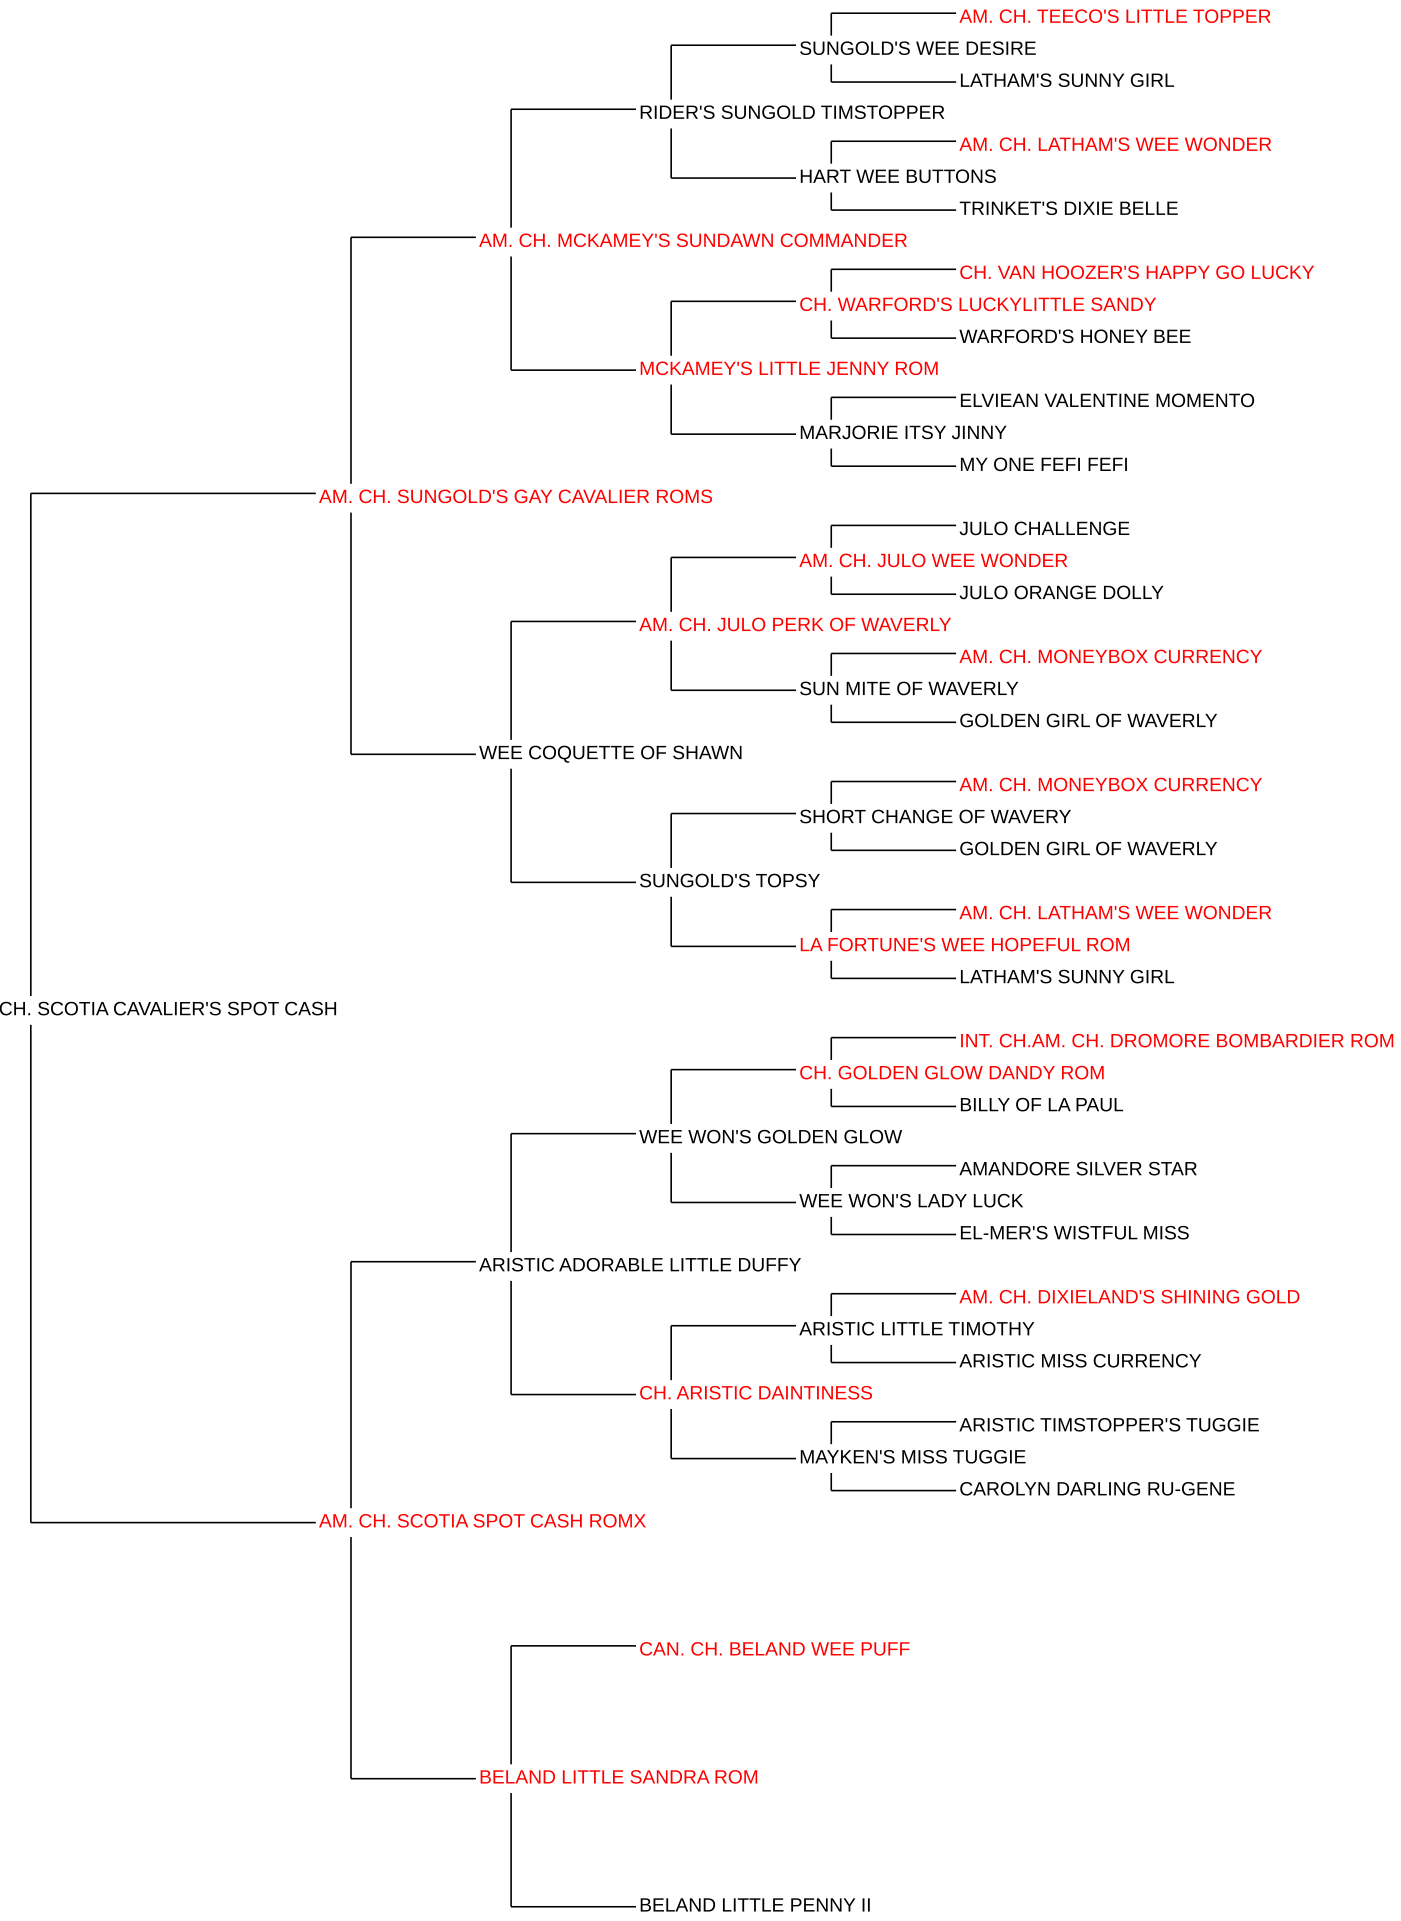 AM. CH. TEECO'S LITTLE TOPPER
SUNGOLD'S WEE DESIRE
LATHAM'S SUNNY GIRL
RIDER'S SUNGOLD TIMSTOPPER
AM. CH. LATHAM'S WEE WONDER
HART WEE BUTTONS
TRINKET'S DIXIE BELLE
AM. CH. MCKAMEY'S SUNDAWN COMMANDER
CH. VAN HOOZER'S HAPPY GO LUCKY
CH. WARFORD'S LUCKYLITTLE SANDY
WARFORD'S HONEY BEE
MCKAMEY'S LITTLE JENNY ROM
ELVIEAN VALENTINE MOMENTO
MARJORIE ITSY JINNY
MY ONE FEFI FEFI
AM. CH. SUNGOLD'S GAY CAVALIER ROMS
JULO CHALLENGE
AM. CH. JULO WEE WONDER
JULO ORANGE DOLLY
AM. CH. JULO PERK OF WAVERLY
AM. CH. MONEYBOX CURRENCY
SUN MITE OF WAVERLY
GOLDEN GIRL OF WAVERLY
WEE COQUETTE OF SHAWN
AM. CH. MONEYBOX CURRENCY
SHORT CHANGE OF WAVERY
GOLDEN GIRL OF WAVERLY
SUNGOLD'S TOPSY
AM. CH. LATHAM'S WEE WONDER
LA FORTUNE'S WEE HOPEFUL ROM
LATHAM'S SUNNY GIRL
CH. SCOTIA CAVALIER'S SPOT CASH
INT. CH.AM. CH. DROMORE BOMBARDIER ROM
CH. GOLDEN GLOW DANDY ROM
BILLY OF LA PAUL
WEE WON'S GOLDEN GLOW
AMANDORE SILVER STAR
WEE WON'S LADY LUCK
EL-MER'S WISTFUL MISS
ARISTIC ADORABLE LITTLE DUFFY
AM. CH. DIXIELAND'S SHINING GOLD
ARISTIC LITTLE TIMOTHY
ARISTIC MISS CURRENCY
CH. ARISTIC DAINTINESS
ARISTIC TIMSTOPPER'S TUGGIE
MAYKEN'S MISS TUGGIE
CAROLYN DARLING RU-GENE
AM. CH. SCOTIA SPOT CASH ROMX
CAN. CH. BELAND WEE PUFF
BELAND LITTLE SANDRA ROM
BELAND LITTLE PENNY II